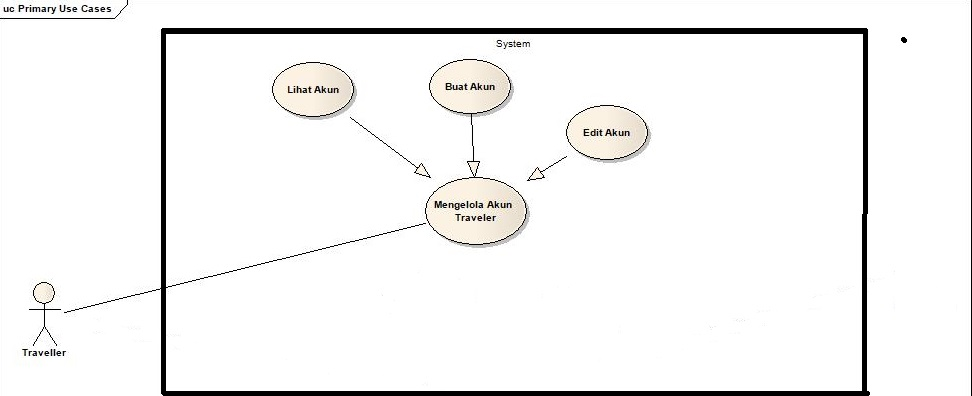 uc Primary Use Cases
System
Lihat Akun
Buat Akun
Edit Akun
Mengelola Akun
Traveler
Traveller